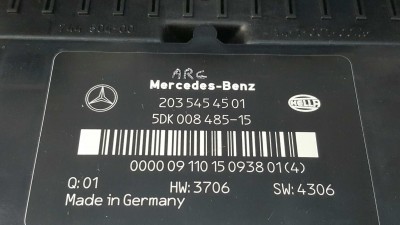 ARC
Mercedes-Benz
203 545 45 01
HELLA
5DK 008 485-15
0000 09 110 15 0938 01 (4)
Q: 01 HW: 3706 SW: 4306
Made in Germany